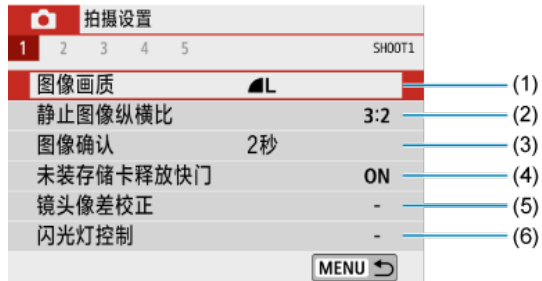 拍摄设置
1 2 3 4 5 SHOOT1
图像画质 L (1)
静止图像纵横比 3:2 (2)
图像确认 2秒 (3)
未装存储卡释放快门 ON (4)
镜头像差校正 - (5)
闪光灯控制 - (6)
MENU